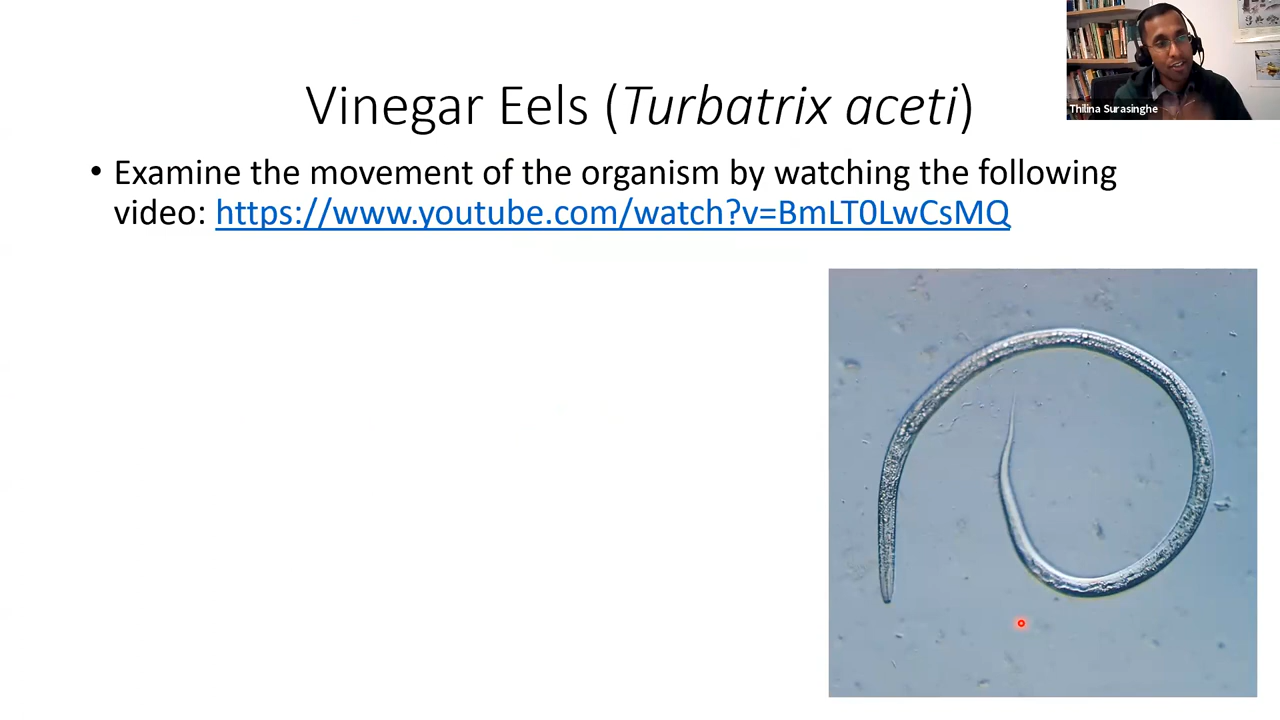 Thilina Surasinghe
Vinegar Eels (Turbatrix aceti)
• Examine the movement of the organism by watching the following
video: https://www.youtube.com/watch?v=BmLT0LwCsMQ